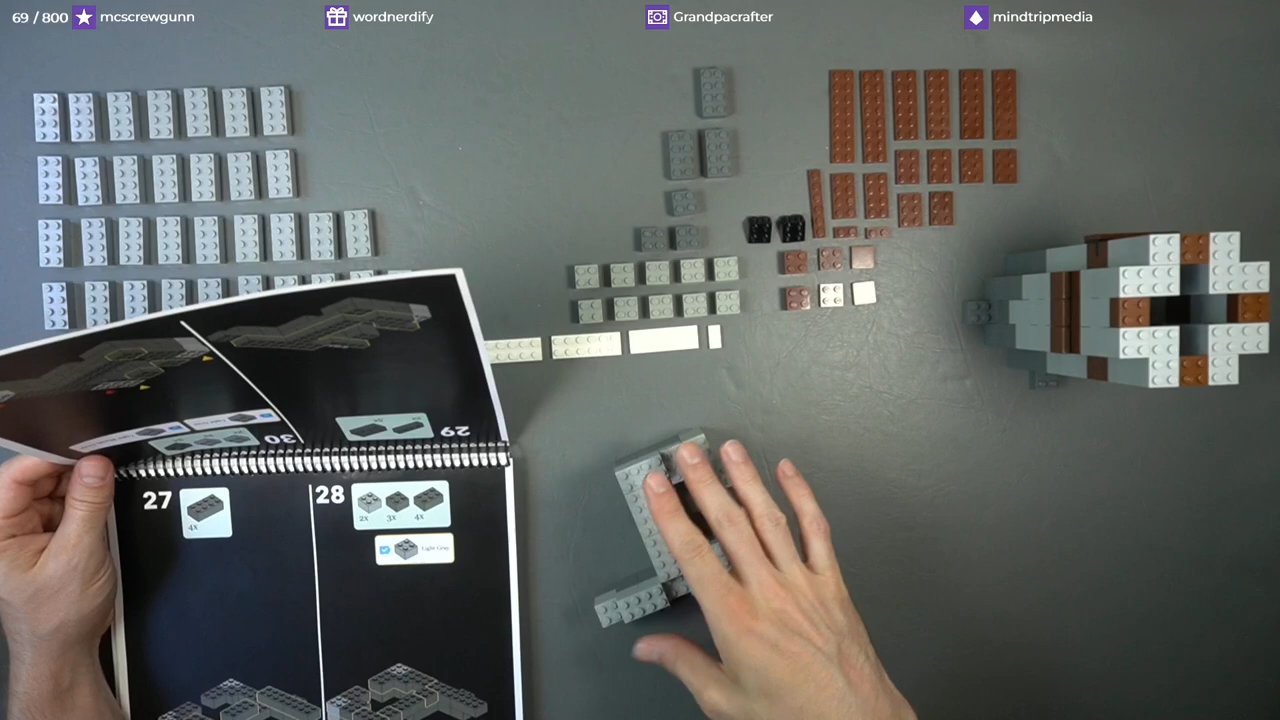 69 / 800 mcscrewgunn wordnerdify Grandpacrafter mindtripmedia
30
29
27
4x
28
2x 3x 4x
Light Gray